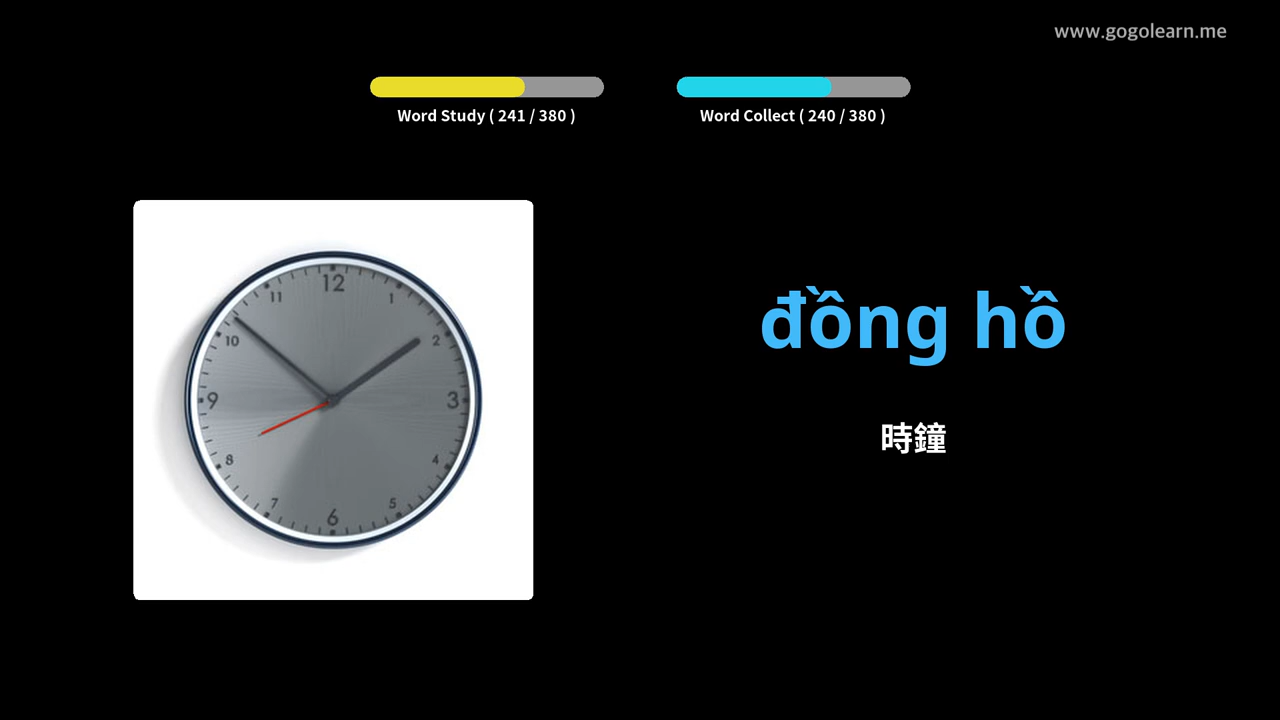 www.gogolearn.me
Word Study ( 241 / 380 )
Word Collect ( 240 / 380 )
12
11
1
10
2
9
3
8
4
7
5
6
đồng hồ
時鐘